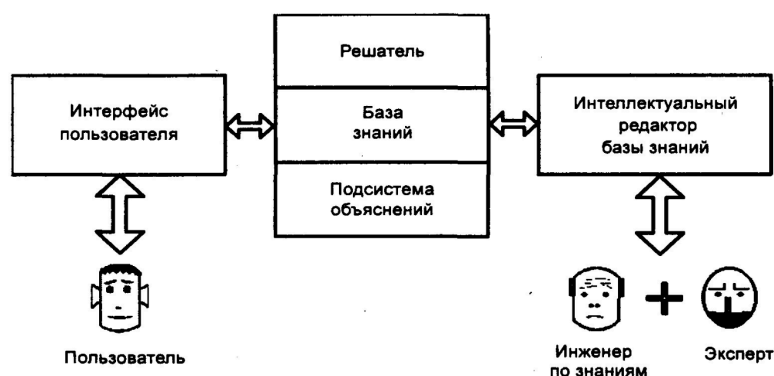 Решатель
Интерфейс
пользователя
База
знаний
Интеллектуальный
редактор
базы знаний
Подсистема
объяснений
Пользователь
Инженер
по знаниям
Эксперт